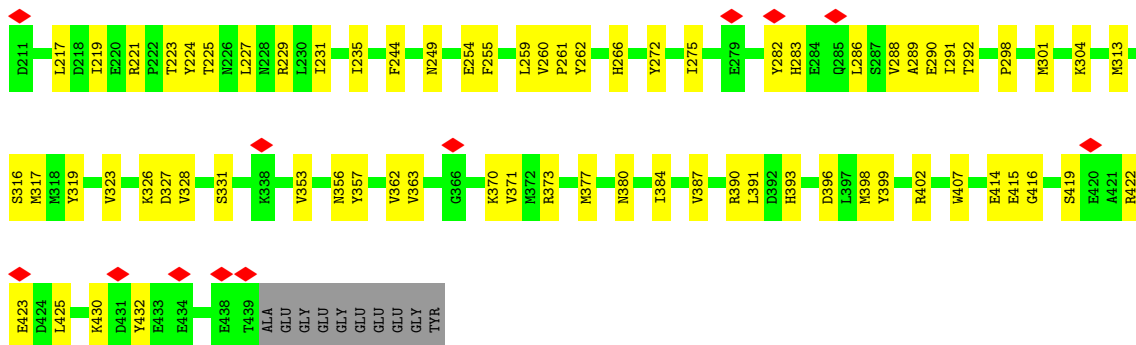 D211 L217 D218 I219 E220 R221 P222 T223 Y224 T225 N226 L227 N228 R229 L230 I231 I235 F244 N249 E254 F255 L259 V260 P261 Y262 H266 Y272 I275 E279 Y282 H283 E284 Q285 L286 S287 V288 A289 E290 I291 T292 P298 M301 K304 M313
S316 M317 M318 Y319 V323 K326 D327 V328 S331 K338 V353 N356 Y357 V362 V363 G366 K370 V371 M372 R373 M377 N380 I384 V387 R390 L391 D392 H393 D396 L397 M398 Y399 R402 W407 E414 E415 G416 S419 E420 A421 R422
E423 D424 L425 K430 D431 Y432 E433 E434 E438 T439 ALA GLU GLY GLU GLY GLU GLU GLU GLY TYR